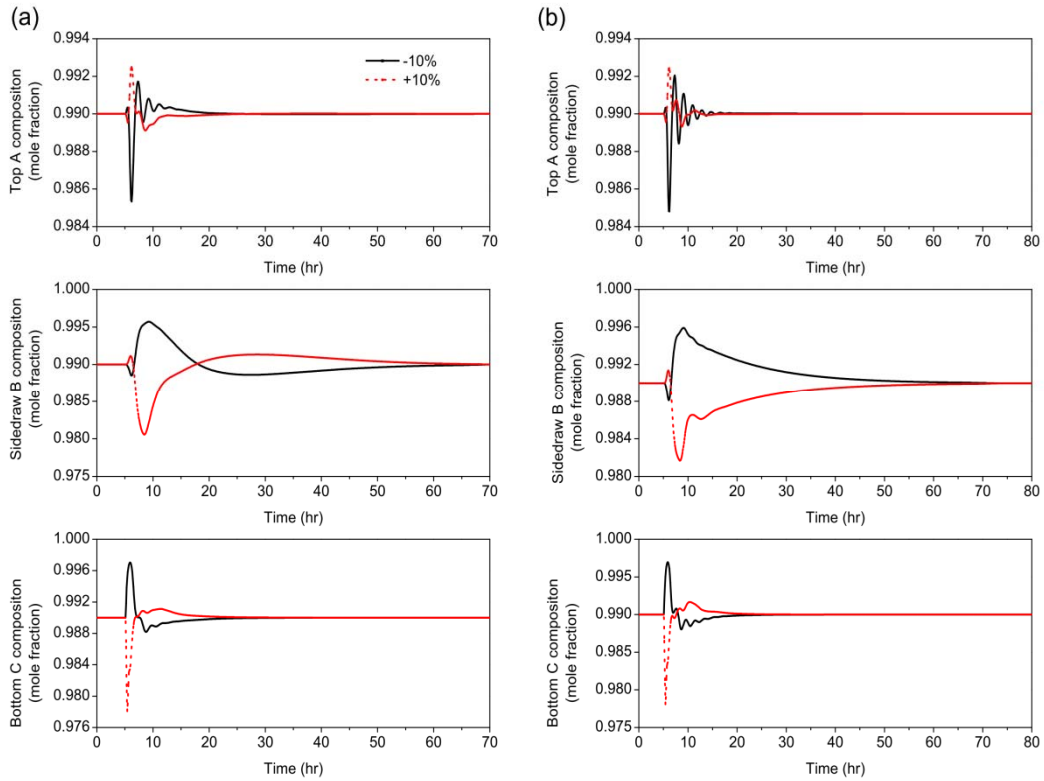 (a)
Top A compositon
(mole fraction)
0.994
0.992
0.990
0.988
0.986
0.984
-10%
+10%
0 10 20 30 40 50 60 70
Time (hr)
Sidedraw B compositon
(mole fraction)
1.000
0.995
0.990
0.985
0.980
0.975
0 10 20 30 40 50 60 70
Time (hr)
Bottom C compositon
(mole fraction)
1.000
0.996
0.992
0.988
0.984
0.980
0.976
0 10 20 30 40 50 60 70
Time (hr)
(b)
Top A compositon
(mole fraction)
0.994
0.992
0.990
0.988
0.986
0.984
0 10 20 30 40 50 60 70 80
Time (hr)
Sidedraw B compositon
(mole fraction)
1.000
0.996
0.992
0.988
0.984
0.980
0 10 20 30 40 50 60 70 80
Time (hr)
Bottom C compositon
(mole fraction)
1.000
0.995
0.990
0.985
0.980
0.975
0 10 20 30 40 50 60 70 80
Time (hr)